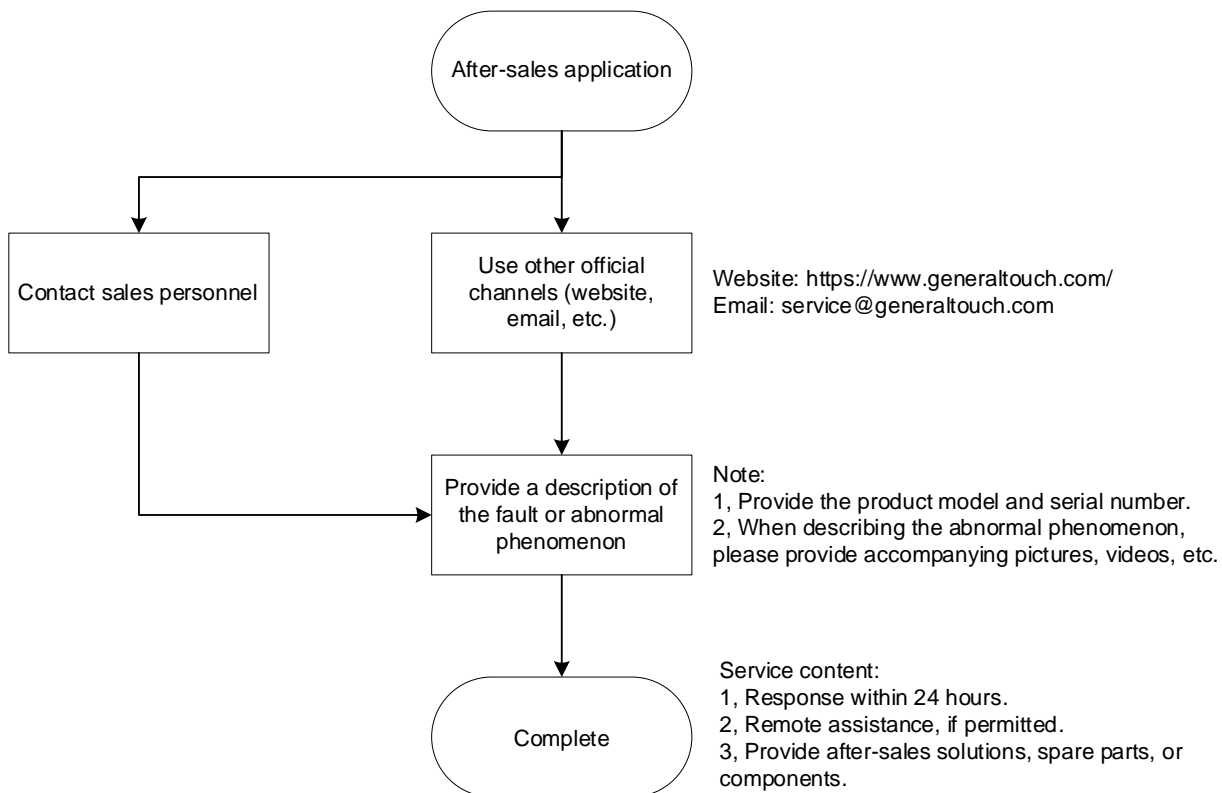 After-sales application
Contact sales personnel
Use other official
channels (website,
email, etc.)
Website: https://www.generaltouch.com/
Email: service@generaltouch.com
Provide a description of
the fault or abnormal
phenomenon
Note:
1, Provide the product model and serial number.
2, When describing the abnormal phenomenon,
please provide accompanying pictures, videos, etc.
Complete
Service content:
1, Response within 24 hours.
2, Remote assistance, if permitted.
3, Provide after-sales solutions, spare parts, or
components.